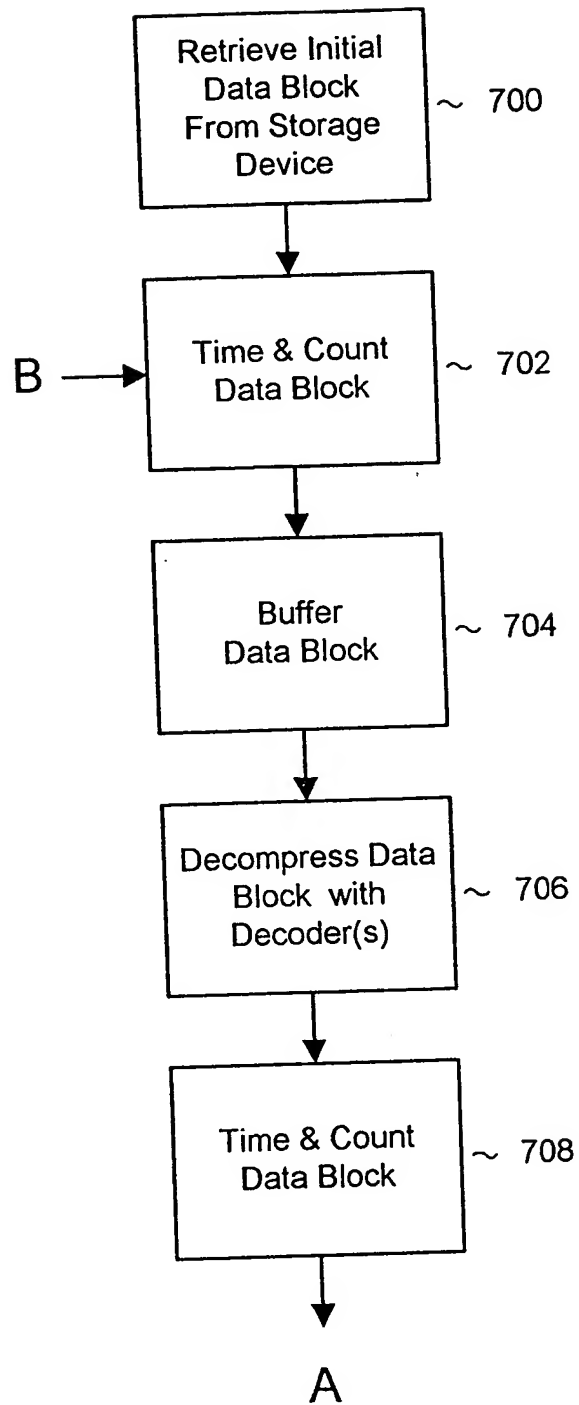 Retrieve Initial
Data Block
From Storage
Device
~ 700
B
Time & Count
Data Block
~ 702
Buffer
Data Block
~ 704
Decompress Data
Block with
Decoder(s)
~ 706
Time & Count
Data Block
~ 708
A